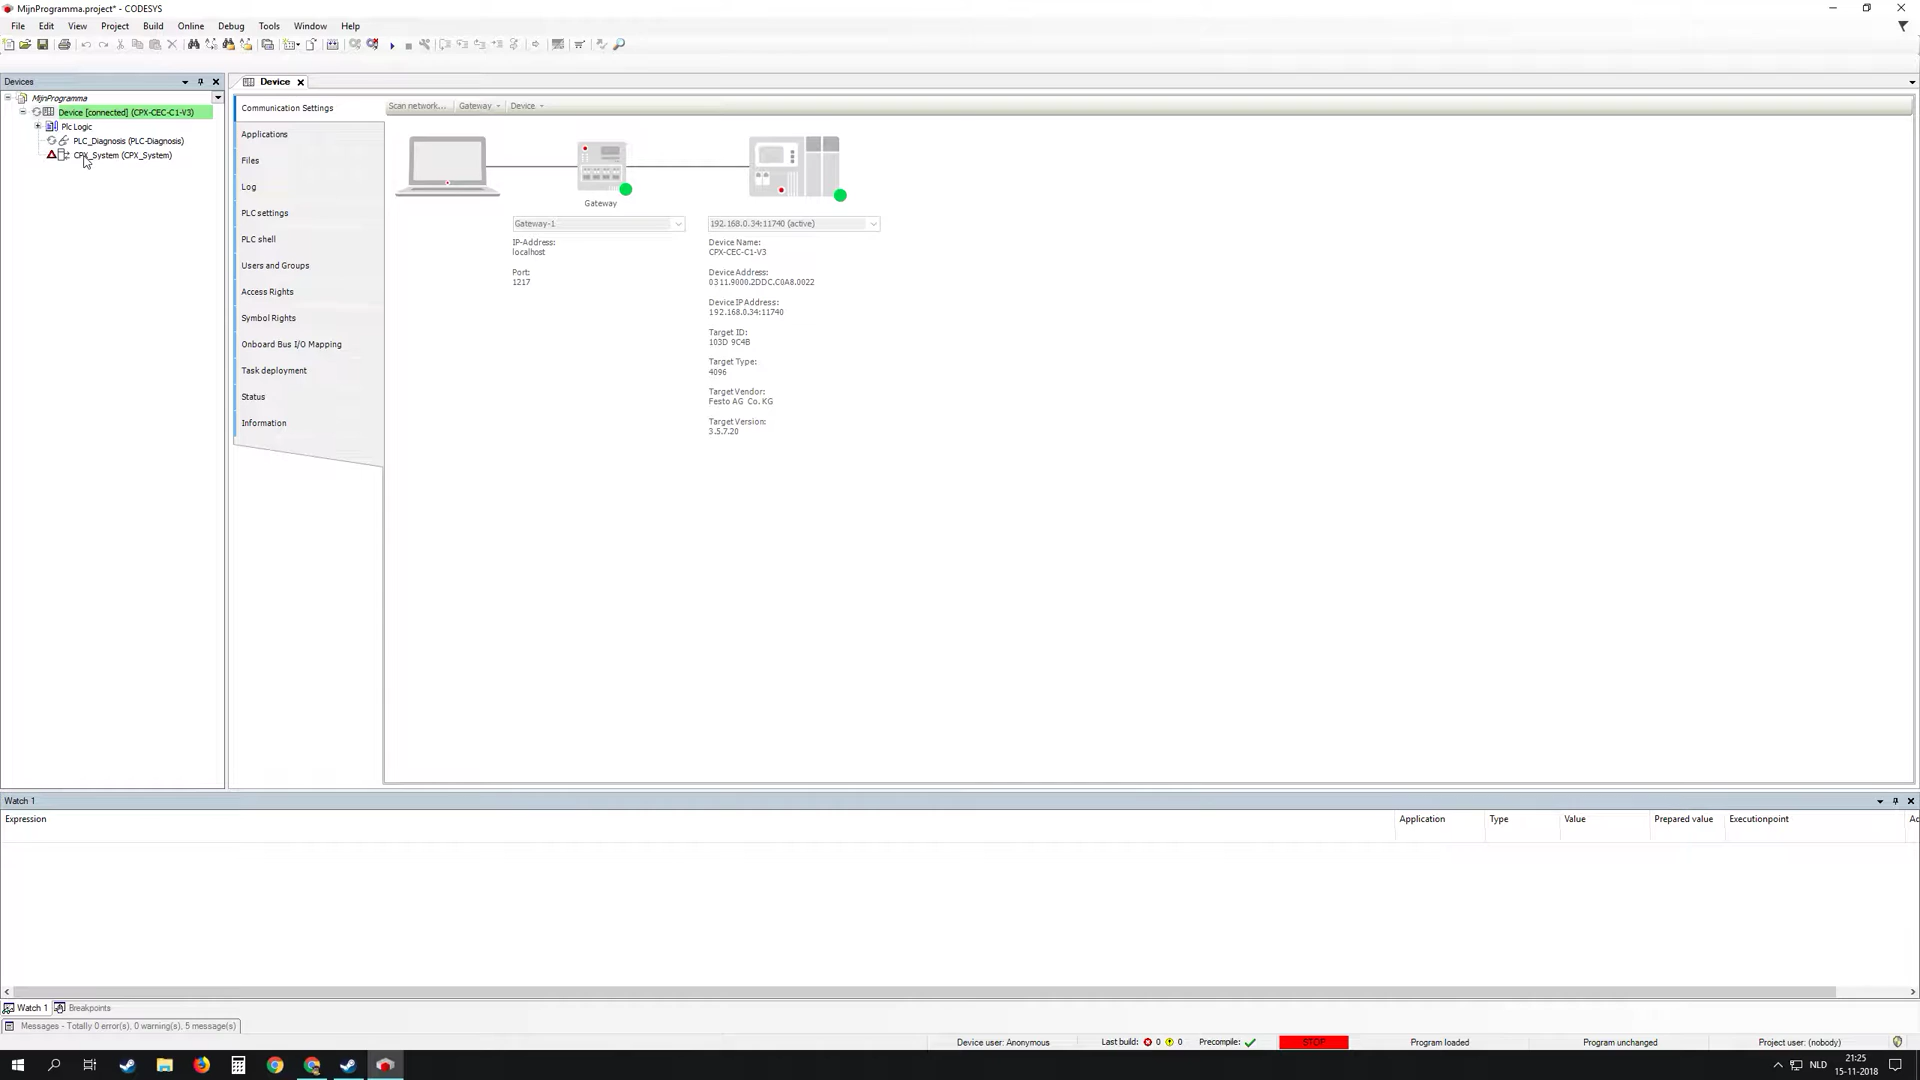 MijnProgramma.project* - CODESYS
File Edit View Project Build Online Debug Tools Window Help
Devices
Device
MijnProgramma
Device [connected] (CPX-CEC-C1-V3)
Plc Logic
PLC_Diagnosis (PLC-Diagnosis)
CPX_System (CPX_System)
Communication Settings
Applications
Files
Log
PLC settings
PLC shell
Users and Groups
Access Rights
Symbol Rights
Onboard Bus I/O Mapping
Task deployment
Status
Information
Scan network... Gateway Device
Gateway
Gateway-1
IP-Address:
localhost
Port:
1217
192.168.0.34:11740 (active)
Device Name:
CPX-CEC-C1-V3
Device Address:
0311.9000.2DDC.C0A8.0022
Device IP Address:
192.168.0.34:11740
Target ID:
103D 9C4B
Target Type:
4096
Target Vendor:
Festo AG Co. KG
Target Version:
3.5.7.20
Watch 1
Expression Application Type Value Prepared value Executionpoint Ac
Watch 1 Breakpoints
Messages - Totally 0 error(s), 0 warning(s), 5 message(s)
Device user: Anonymous Last build: 0 0 Precompile: STOP Program loaded Program unchanged Project user: (nobody)
NLD
21:25
15-11-2018